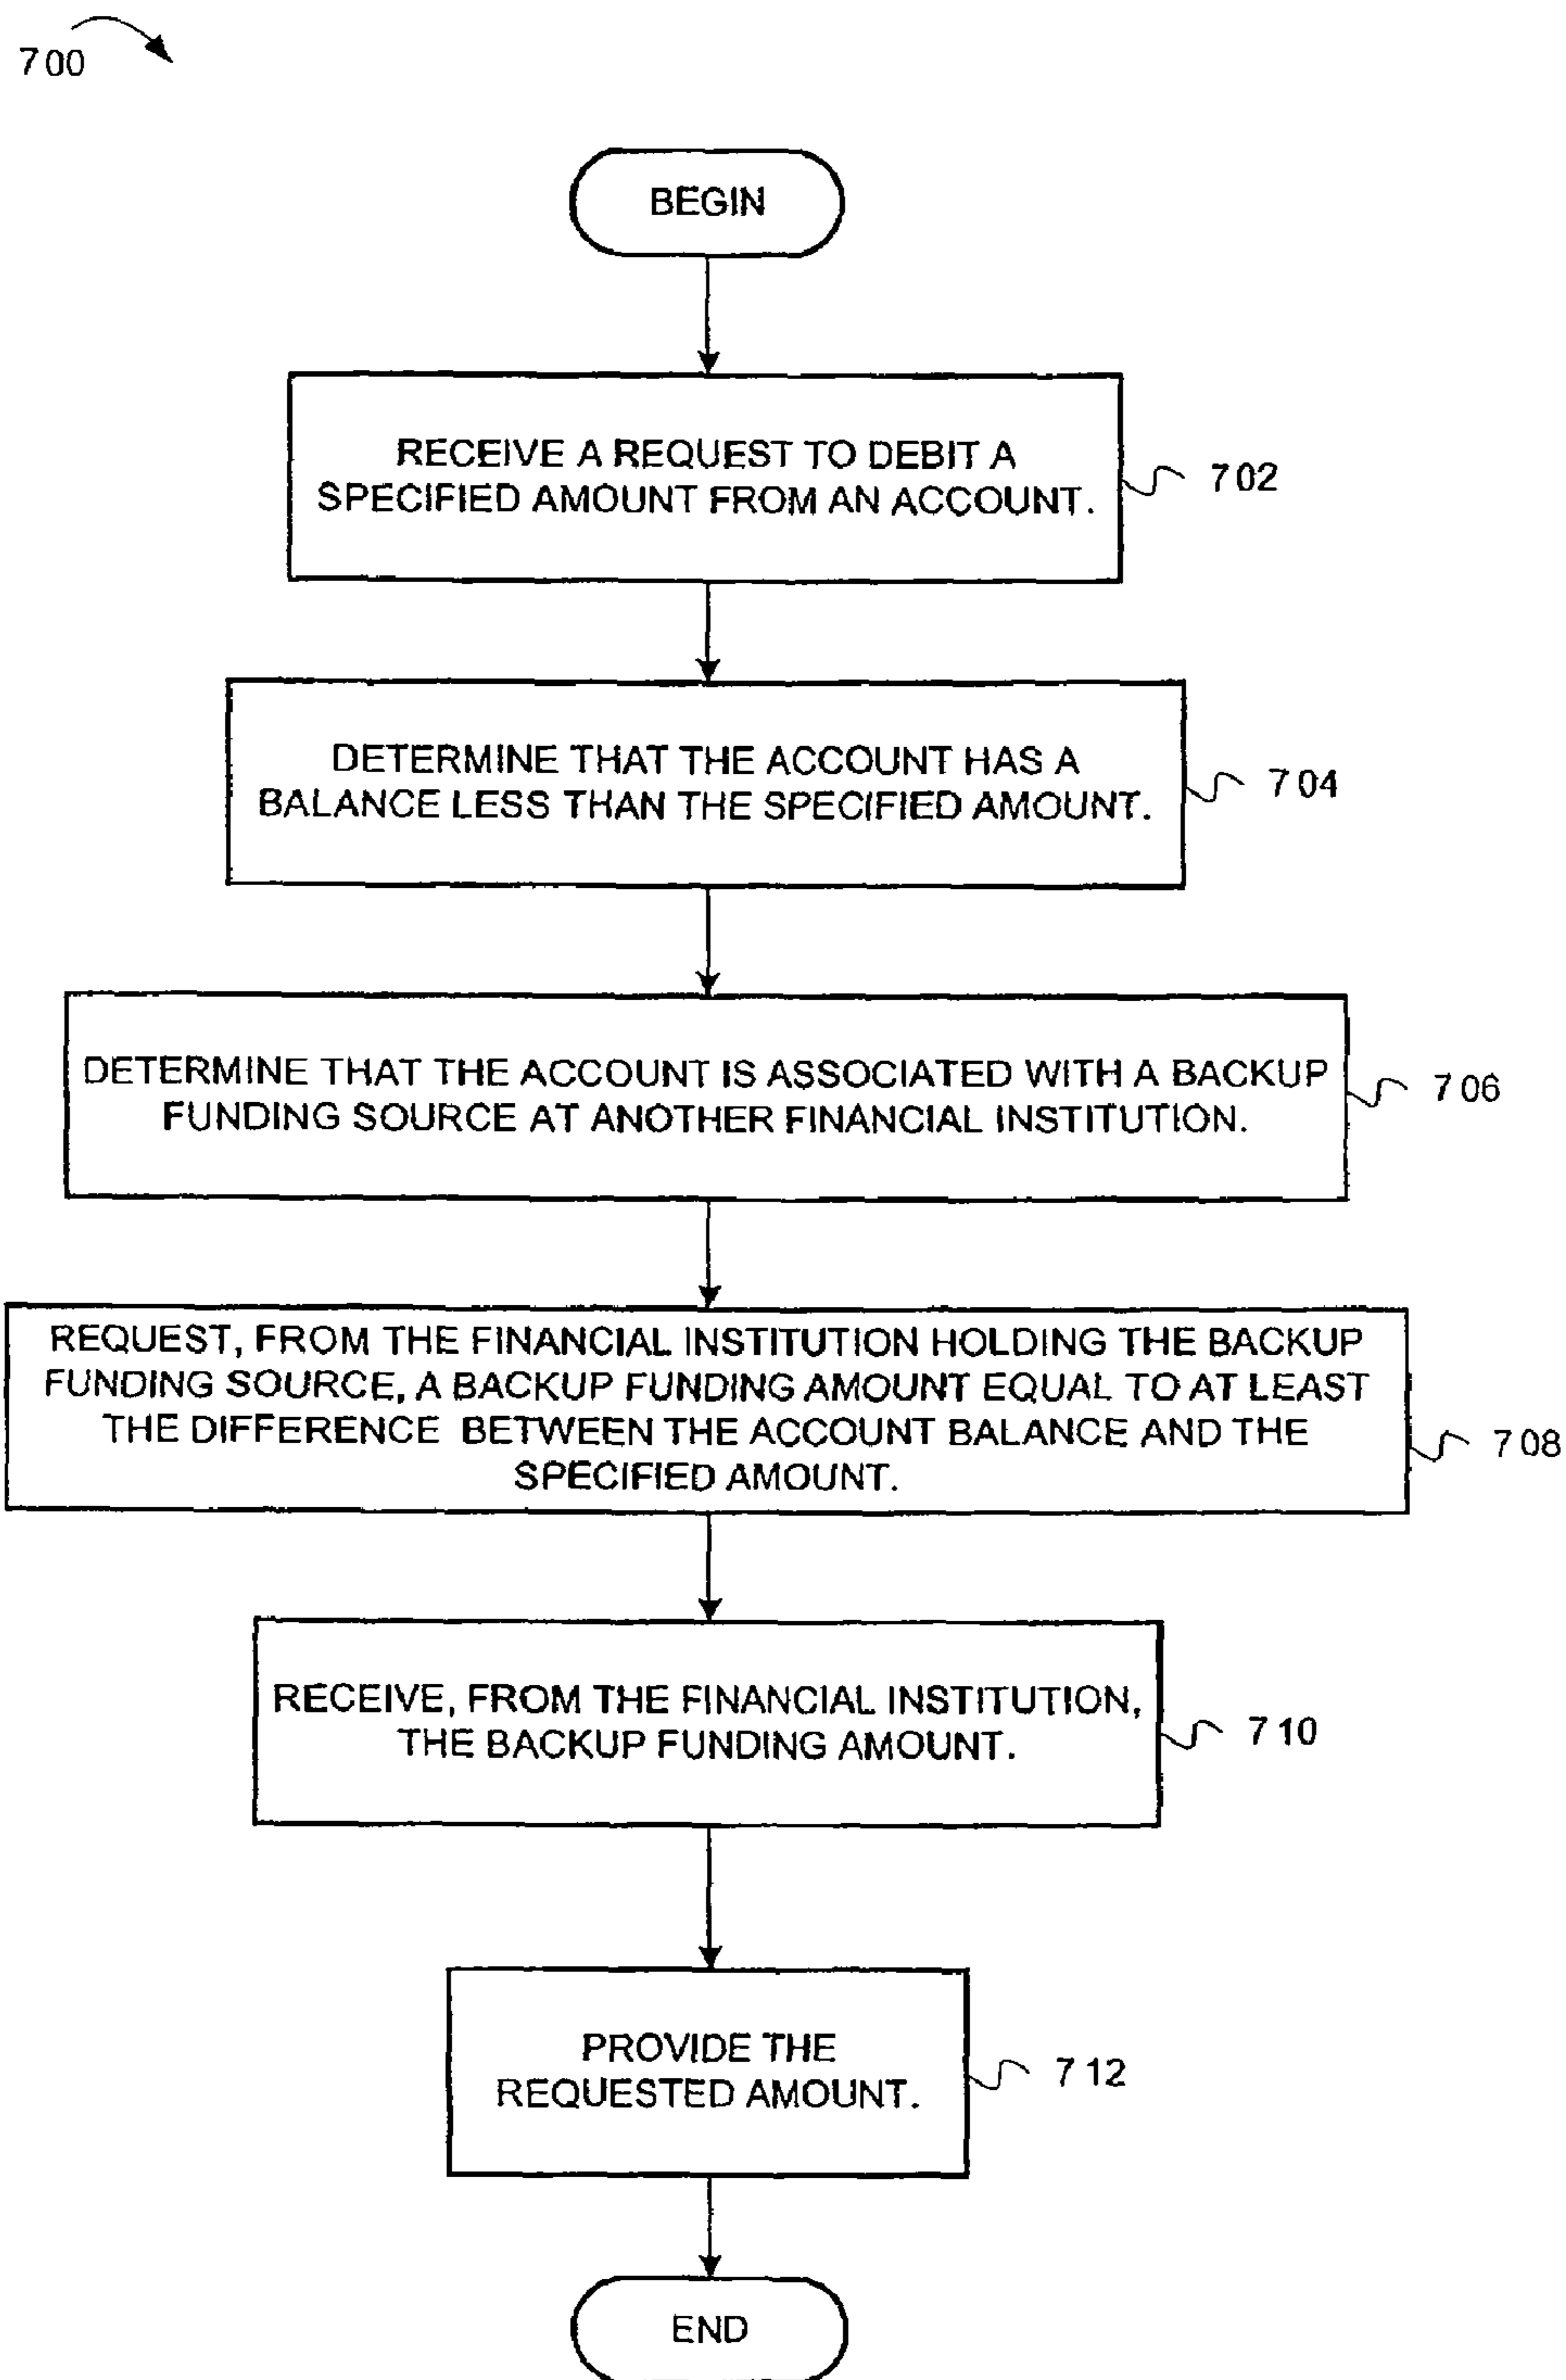 700
BEGIN
RECEIVE A REQUEST TO DEBIT A
SPECIFIED AMOUNT FROM AN ACCOUNT.
702
DETERMINE THAT THE ACCOUNT HAS A
BALANCE LESS THAN THE SPECIFIED AMOUNT.
704
DETERMINE THAT THE ACCOUNT IS ASSOCIATED WITH A BACKUP
FUNDING SOURCE AT ANOTHER FINANCIAL INSTITUTION.
706
REQUEST, FROM THE FINANCIAL INSTITUTION HOLDING THE BACKUP
FUNDING SOURCE, A BACKUP FUNDING AMOUNT EQUAL TO AT LEAST
THE DIFFERENCE BETWEEN THE ACCOUNT BALANCE AND THE
SPECIFIED AMOUNT.
708
RECEIVE, FROM THE FINANCIAL INSTITUTION,
THE BACKUP FUNDING AMOUNT.
710
PROVIDE THE
REQUESTED AMOUNT.
712
END